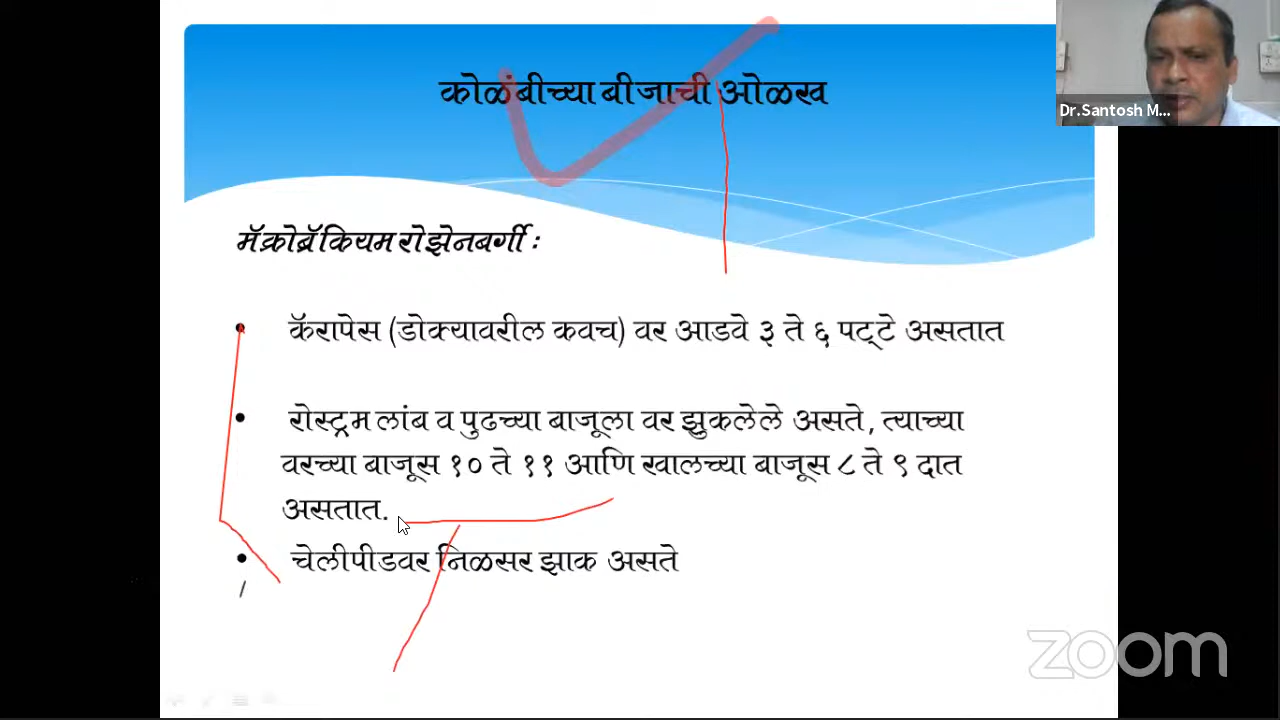 कोळंबीच्या बीजाची ओळख
Dr.Santosh M...
मॅक्रोब्रॅकियम रोझेनबर्गी :
• कॅरापेस (डोक्यावरील कवच) वर आडवे ३ ते ६ पट्टे असतात
• रोस्ट्रम लांब व पुढच्या बाजूला वर झुकलेले असते, त्याच्या
वरच्या बाजूस १० ते ११ आणि खालच्या बाजूस ८ ते ९ दात
असतात.
• चेलीपीडवर निळसर झाक असते
zoom